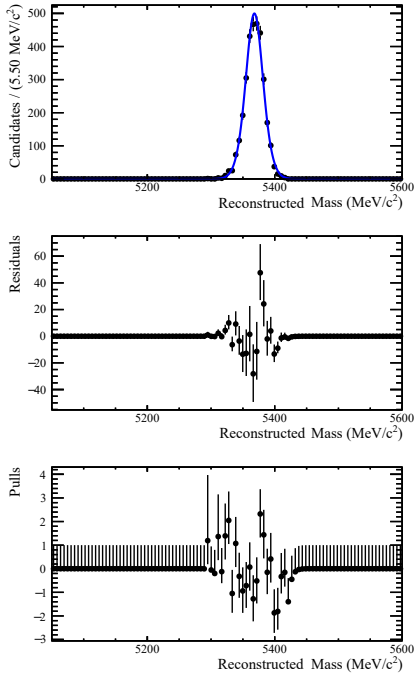 Candidates / (5.50 MeV/c²)
500
400
300
200
100
0
5200 5400 5600
Reconstructed Mass (MeV/c²)
Residuals
60
40
20
0
−20
−40
5200 5400 5600
Reconstructed Mass (MeV/c²)
Pulls
4
3
2
1
0
−1
−2
−3
5200 5400 5600
Reconstructed Mass (MeV/c²)